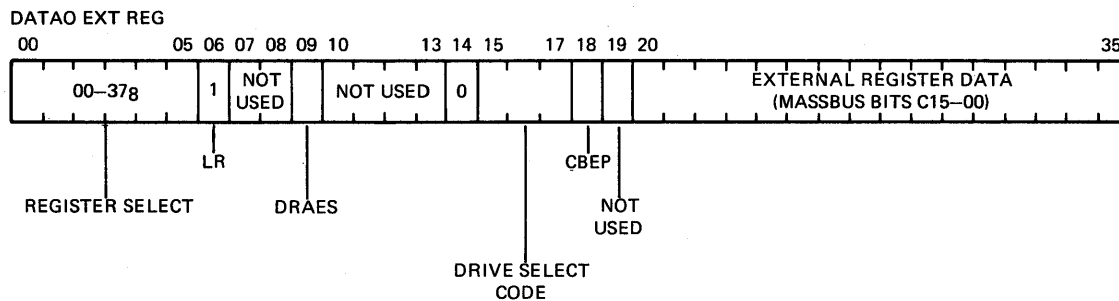 DATAO EXT REG
00 05 06 07 08 09 10 13 14 15 17 18 19 20 35
00–37₈
1
NOT
USED
NOT USED
0
EXTERNAL REGISTER DATA
(MASSBUS BITS C15–00)
LR
CBEP
REGISTER SELECT
DRAES
NOT
USED
DRIVE SELECT
CODE